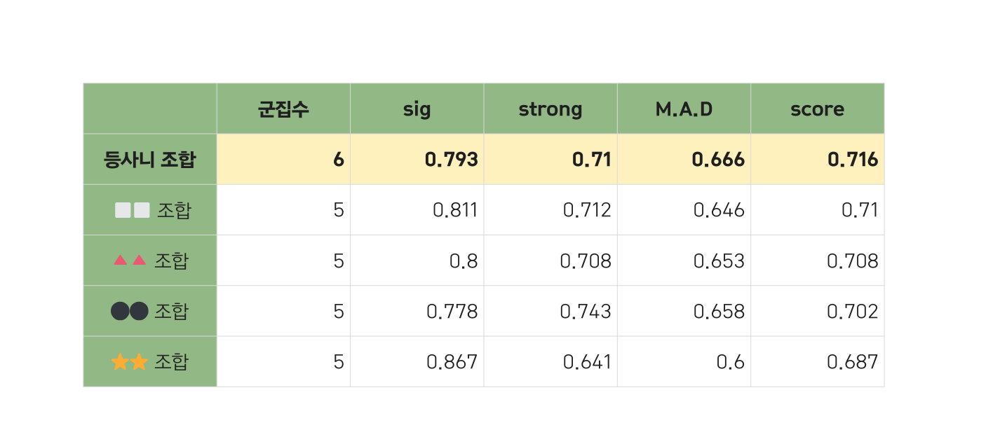 군집수 sig strong M.A.D score
등사니 조합 6 0.793 0.71 0.666 0.716
⬜⬜ 조합 5 0.811 0.712 0.646 0.71
🔺🔺 조합 5 0.8 0.708 0.653 0.708
⚫⚫ 조합 5 0.778 0.743 0.658 0.702
⭐⭐ 조합 5 0.867 0.641 0.6 0.687